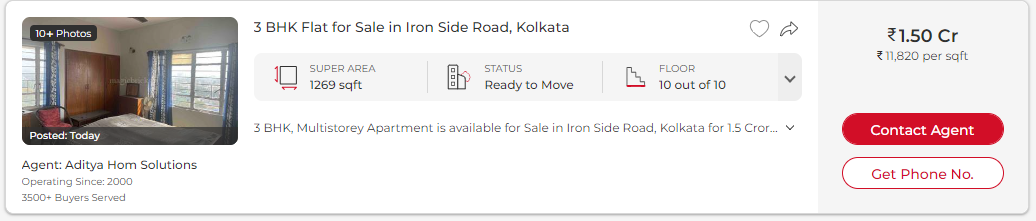 10+ Photos
Posted: Today
Agent: Aditya Hom Solutions
Operating Since: 2000
3500+ Buyers Served
3 BHK Flat for Sale in Iron Side Road, Kolkata
SUPER AREA
1269 sqft
STATUS
Ready to Move
FLOOR
10 out of 10
3 BHK, Multistorey Apartment is available for Sale in Iron Side Road, Kolkata for 1.5 Cror...
₹1.50 Cr
₹11,820 per sqft
Contact Agent
Get Phone No.